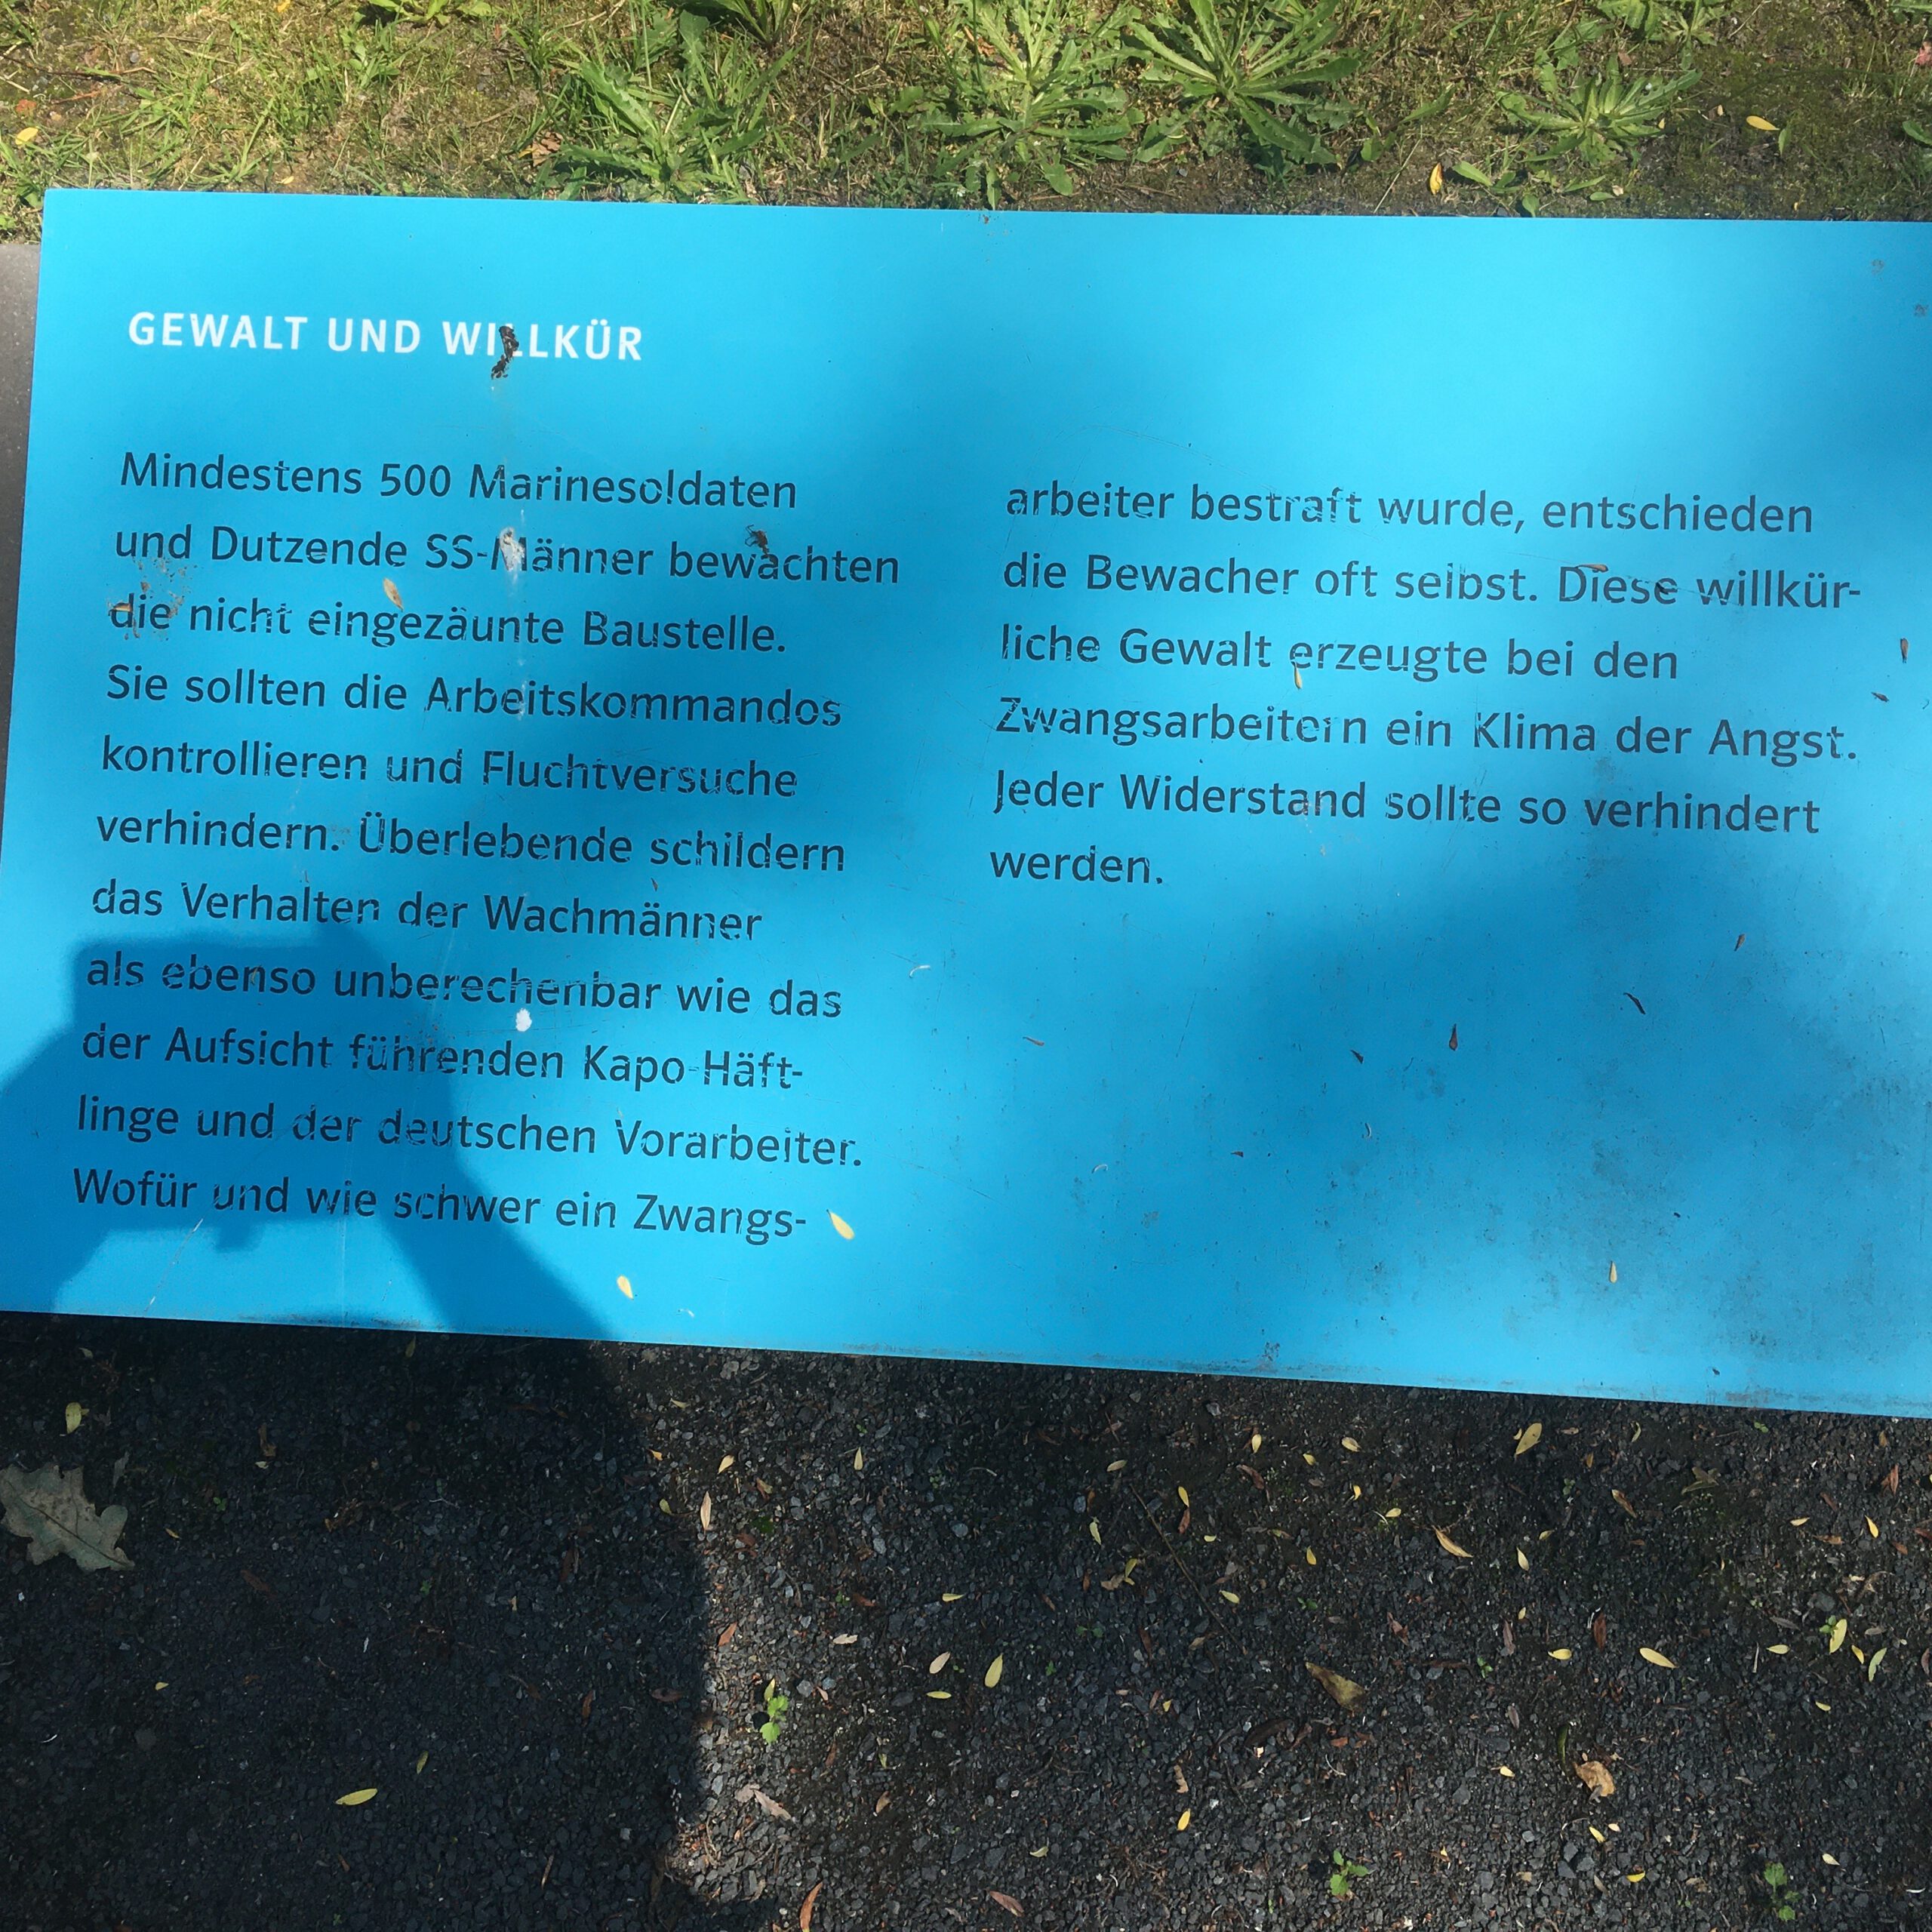 GEWALT UND WILLKÜR
Mindestens 500 Marinesoldaten
und Dutzende SS-Männer bewachten
die nicht eingezäunte Baustelle.
Sie sollten die Arbeitskommandos
kontrollieren und Fluchtversuche
verhindern. Überlebende schildern
das Verhalten der Wachmänner
als ebenso unberechenbar wie das
der Aufsicht führenden Kapo-Häft-
linge und der deutschen Vorarbeiter.
Wofür und wie schwer ein Zwangs-
arbeiter bestraft wurde, entschieden
die Bewacher oft selbst. Diese willkür-
liche Gewalt erzeugte bei den
Zwangsarbeitern ein Klima der Angst.
Jeder Widerstand sollte so verhindert
werden.